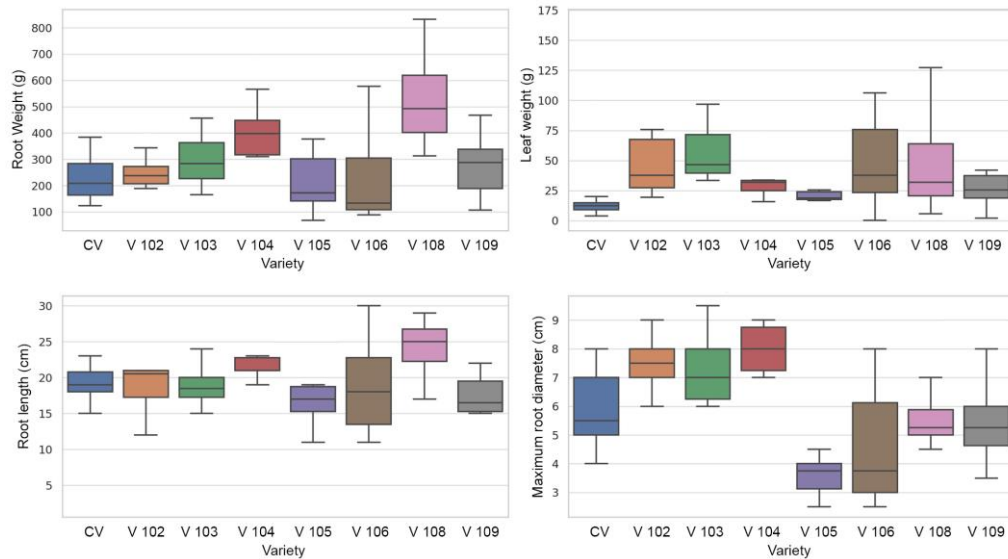 Root Weight (g)
800
700
600
500
400
300
200
100
CV V 102 V 103 V 104 V 105 V 106 V 108 V 109
Variety
Leaf weight (g)
175
150
125
100
75
50
25
0
CV V 102 V 103 V 104 V 105 V 106 V 108 V 109
Variety
Root length (cm)
30
25
20
15
10
5
CV V 102 V 103 V 104 V 105 V 106 V 108 V 109
Variety
Maximum root diameter (cm)
9
8
7
6
5
4
3
CV V 102 V 103 V 104 V 105 V 106 V 108 V 109
Variety